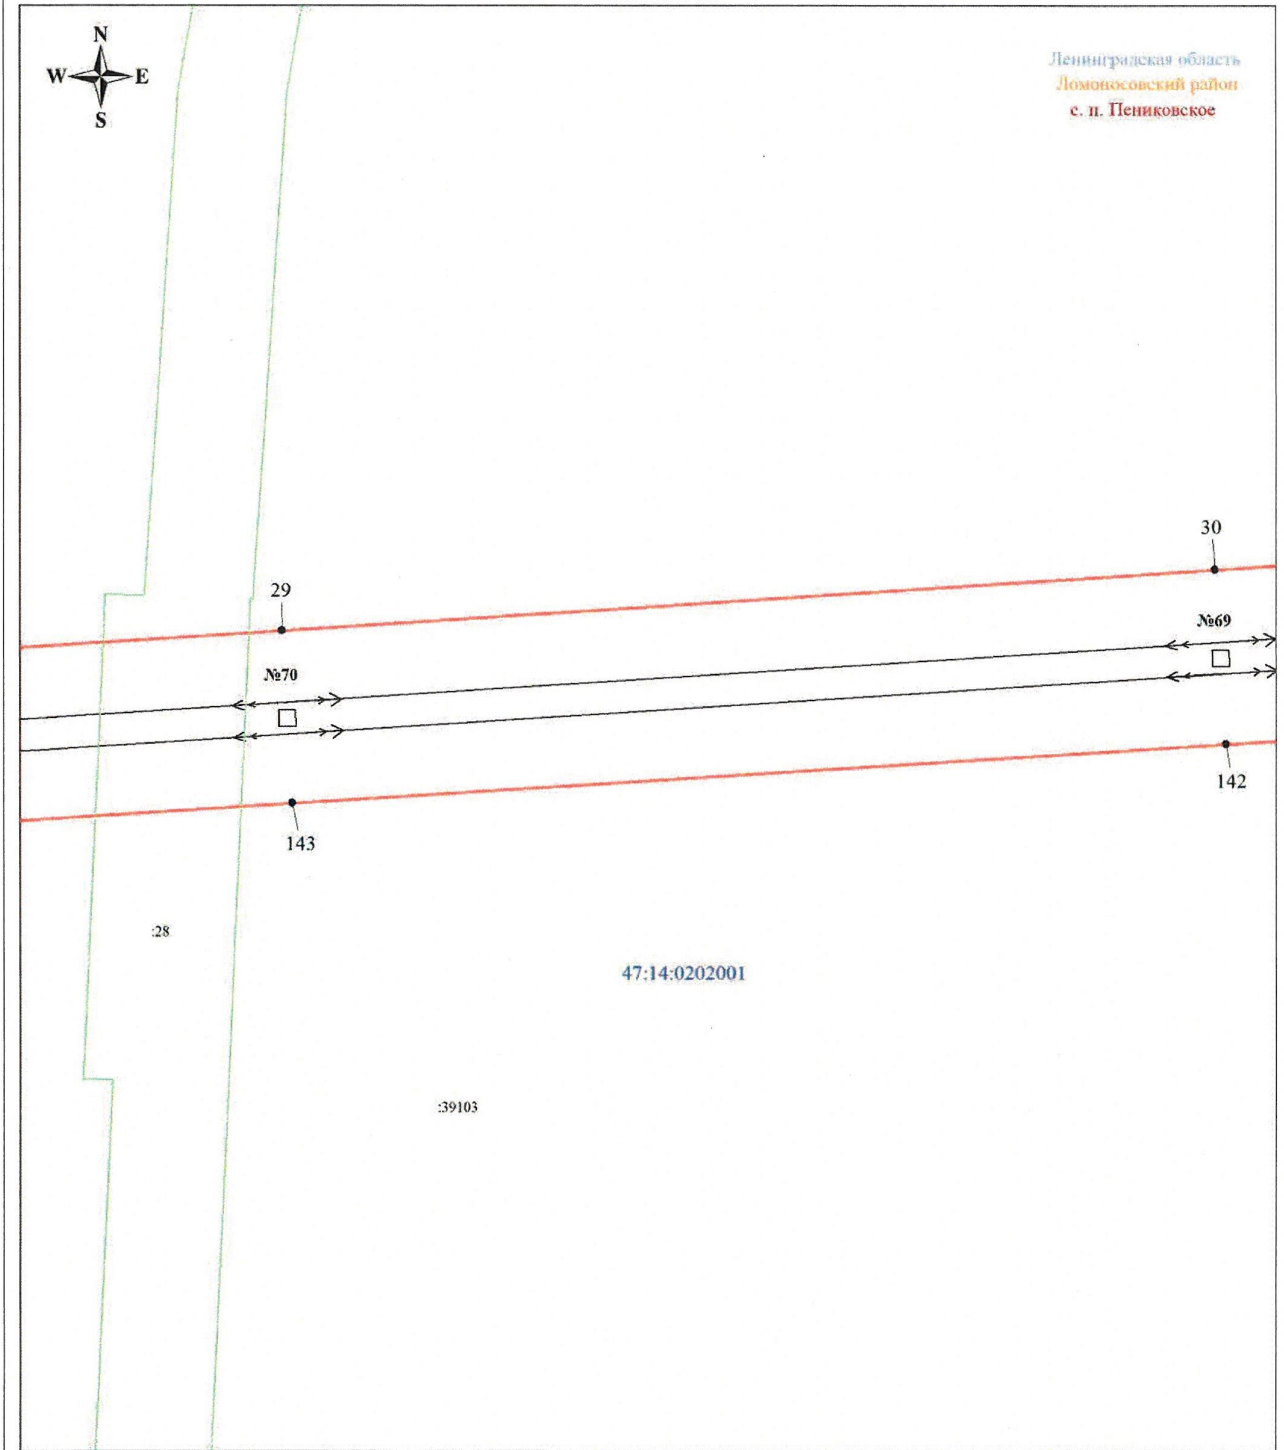 N
W E
S
Ленинградская область
Ломоносовский район
с. п. Пениковское
30
29
№69
№70
142
143
:28
47:14:0202001
:39103